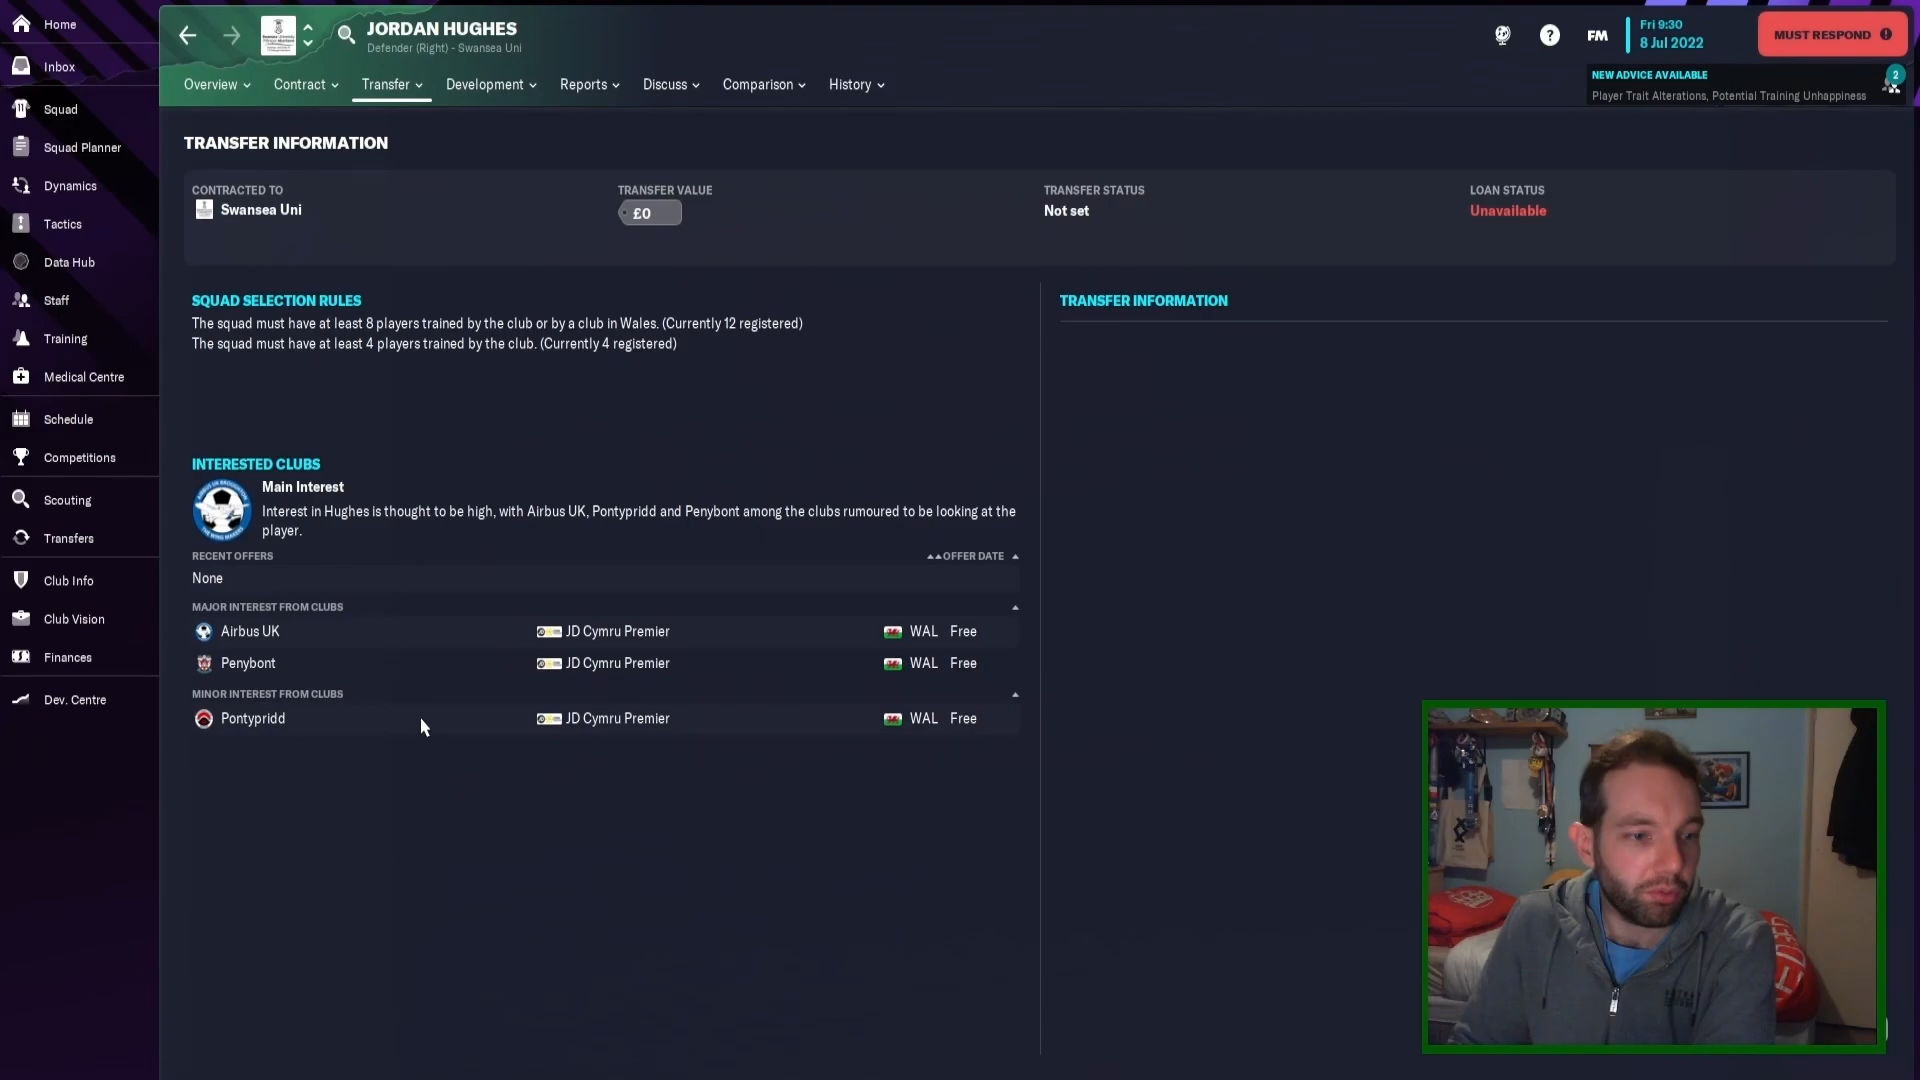 Home
Inbox
Squad
Squad Planner
Dynamics
Tactics
Data Hub
Staff
Training
Medical Centre
Schedule
Competitions
Scouting
Transfers
Club Info
Club Vision
Finances
Dev. Centre
JORDAN HUGHES
Defender (Right) - Swansea Uni
FM
Fri 9:30
8 Jul 2022
MUST RESPOND
Overview
Contract
Transfer
Development
Reports
Discuss
Comparison
History
NEW ADVICE AVAILABLE
2
Player Trait Alterations, Potential Training Unhappiness
TRANSFER INFORMATION
CONTRACTED TO
Swansea Uni
TRANSFER VALUE
£0
TRANSFER STATUS
Not set
LOAN STATUS
Unavailable
SQUAD SELECTION RULES
The squad must have at least 8 players trained by the club or by a club in Wales. (Currently 12 registered)
The squad must have at least 4 players trained by the club. (Currently 4 registered)
TRANSFER INFORMATION
INTERESTED CLUBS
Main Interest
Interest in Hughes is thought to be high, with Airbus UK, Pontypridd and Penybont among the clubs rumoured to be looking at the
player.
RECENT OFFERS OFFER DATE
None
MAJOR INTEREST FROM CLUBS
Airbus UK JD Cymru Premier WAL Free
Penybont JD Cymru Premier WAL Free
MINOR INTEREST FROM CLUBS
Pontypridd JD Cymru Premier WAL Free